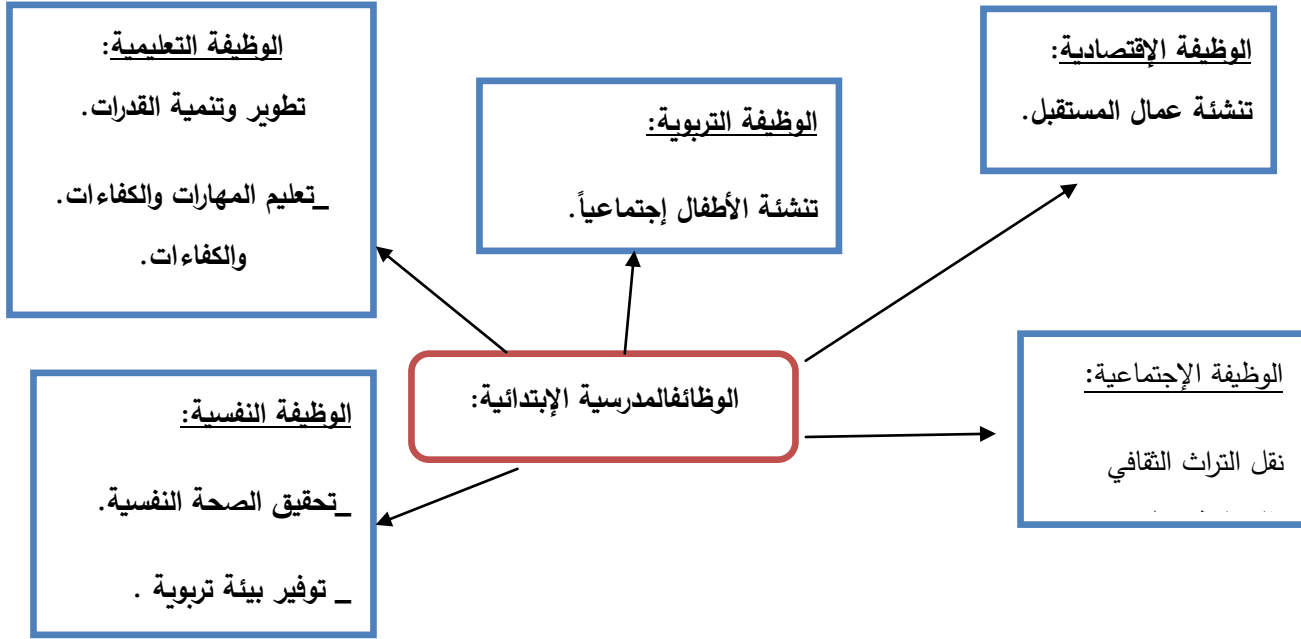 الوظيفة الإقتصادية:
تنشئة عمال المستقبل.
الوظيفة التربوية:
تنشئة الأطفال إجتماعياً.
الوظيفة التعليمية:
تطوير وتنمية القدرات.
_تعليم المهارات والكفاءات.
والكفاءات.
الوظائفالمدرسية الإبتدائية:
الوظيفة الإجتماعية:
نقل التراث الثقافي
الوظيفة النفسية:
_تحقيق الصحة النفسية.
_ توفير بيئة تربوية .